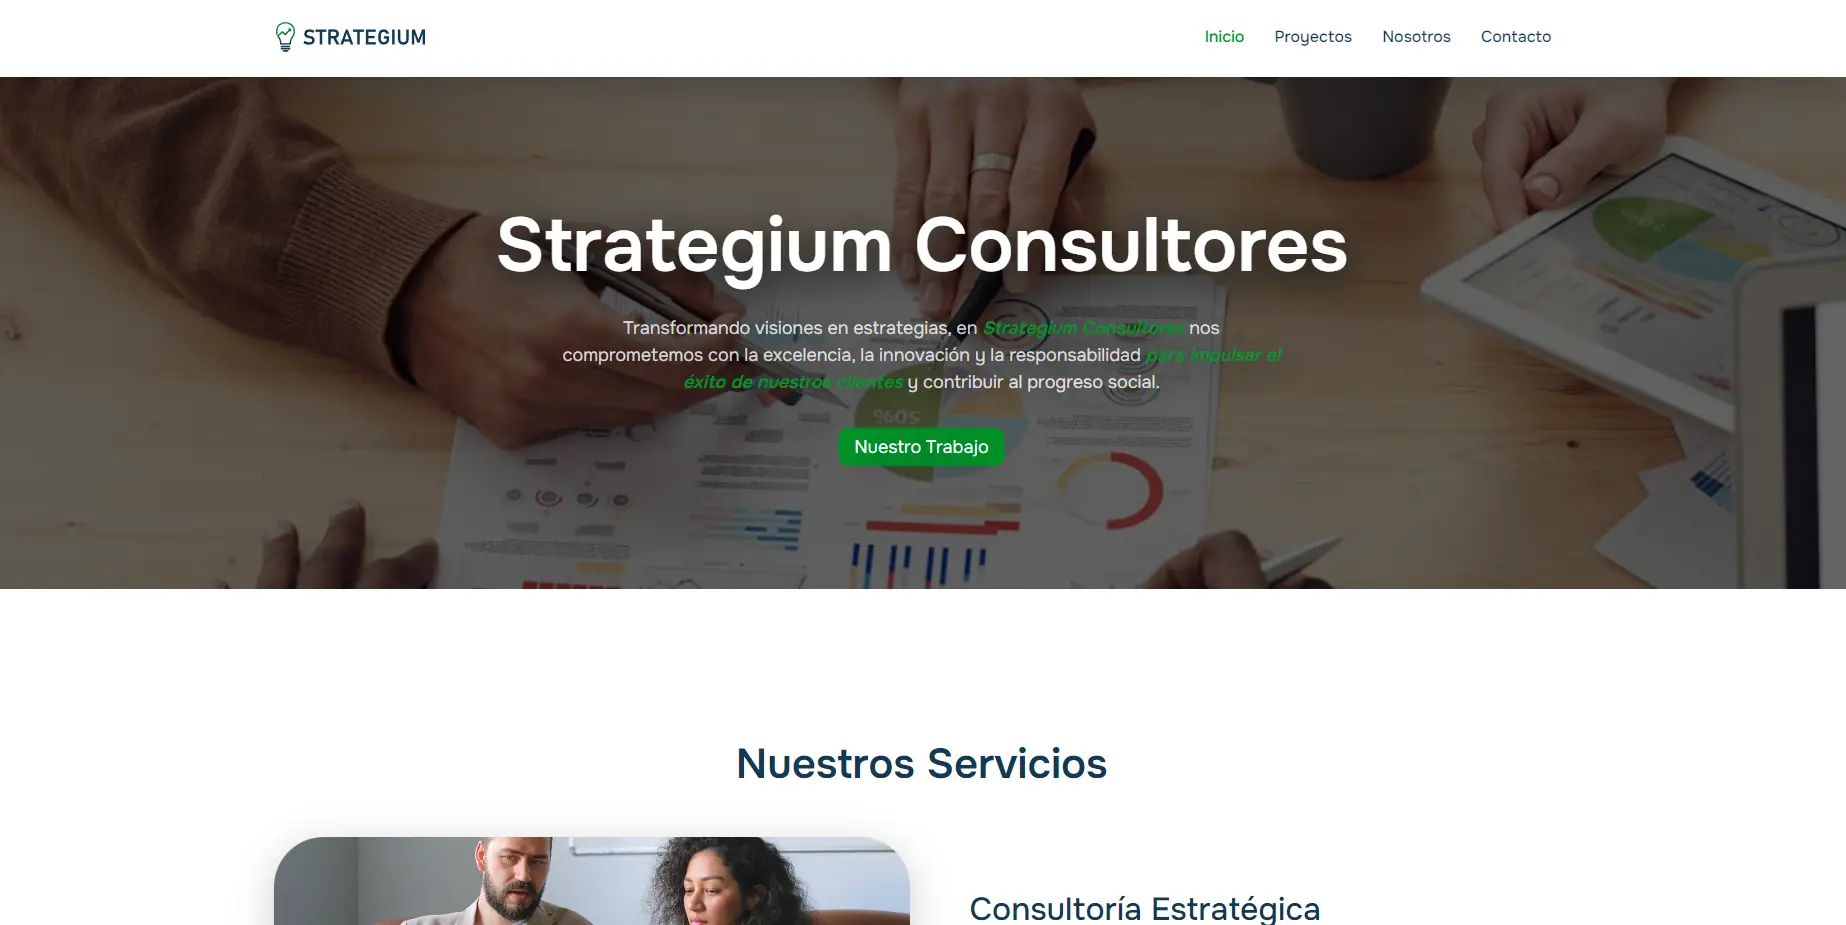 STRATEGIUM
Inicio Proyectos Nosotros Contacto
Strategium Consultores
Transformando visiones en estrategias, en Strategium Consultores nos
comprometemos con la excelencia, la innovación y la responsabilidad para impulsar el
éxito de nuestros clientes y contribuir al progreso social.
50%
Nuestro Trabajo
Nuestros Servicios
Consultoría Estratégica